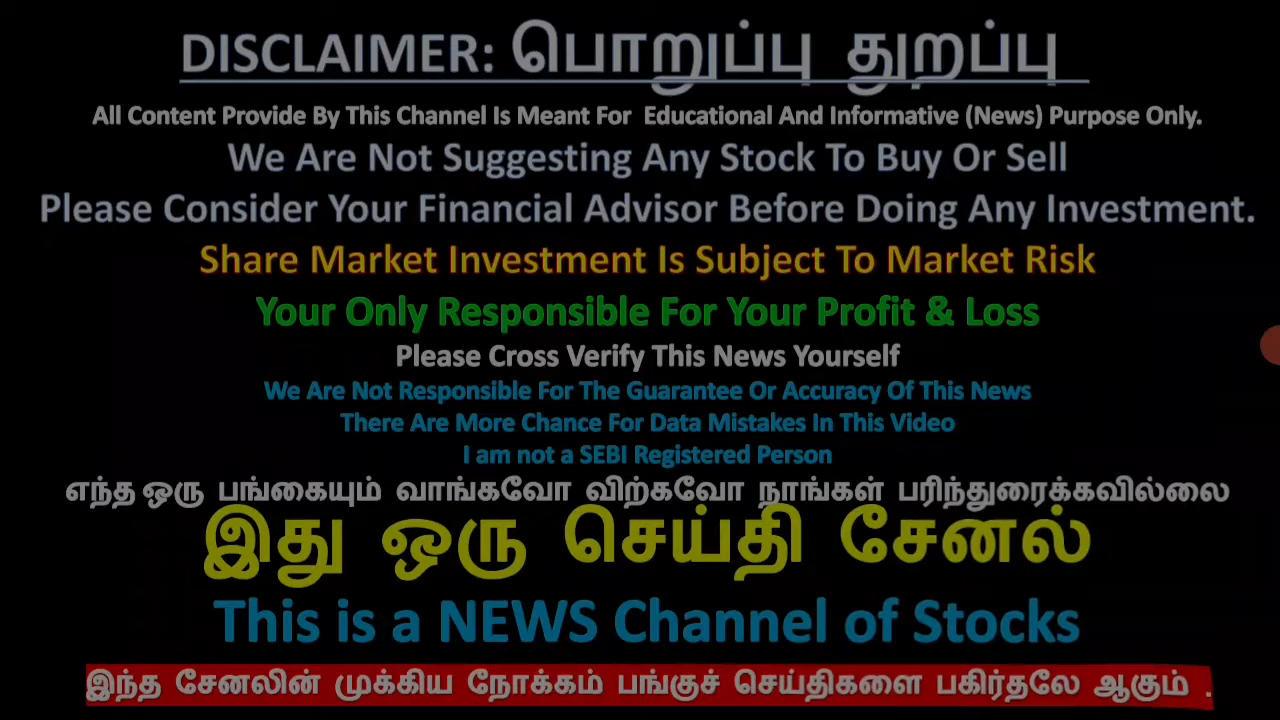 DISCLAIMER: பொறுப்பு துறப்பு
All Content Provide By This Channel Is Meant For Educational And Informative (News) Purpose Only.
We Are Not Suggesting Any Stock To Buy Or Sell
Please Consider Your Financial Advisor Before Doing Any Investment.
Share Market Investment Is Subject To Market Risk
Your Only Responsible For Your Profit & Loss
Please Cross Verify This News Yourself
We Are Not Responsible For The Guarantee Or Accuracy Of This News
There Are More Chance For Data Mistakes In This Video
I am not a SEBI Registered Person
எந்த ஒரு பங்கையும் வாங்கவோ விற்கவோ நாங்கள் பரிந்துரைக்கவில்லை
இது ஒரு செய்தி சேனல்
This is a NEWS Channel of Stocks
இந்த சேனலின் முக்கிய நோக்கம் பங்குச் செய்திகளை பகிர்தலே ஆகும் .